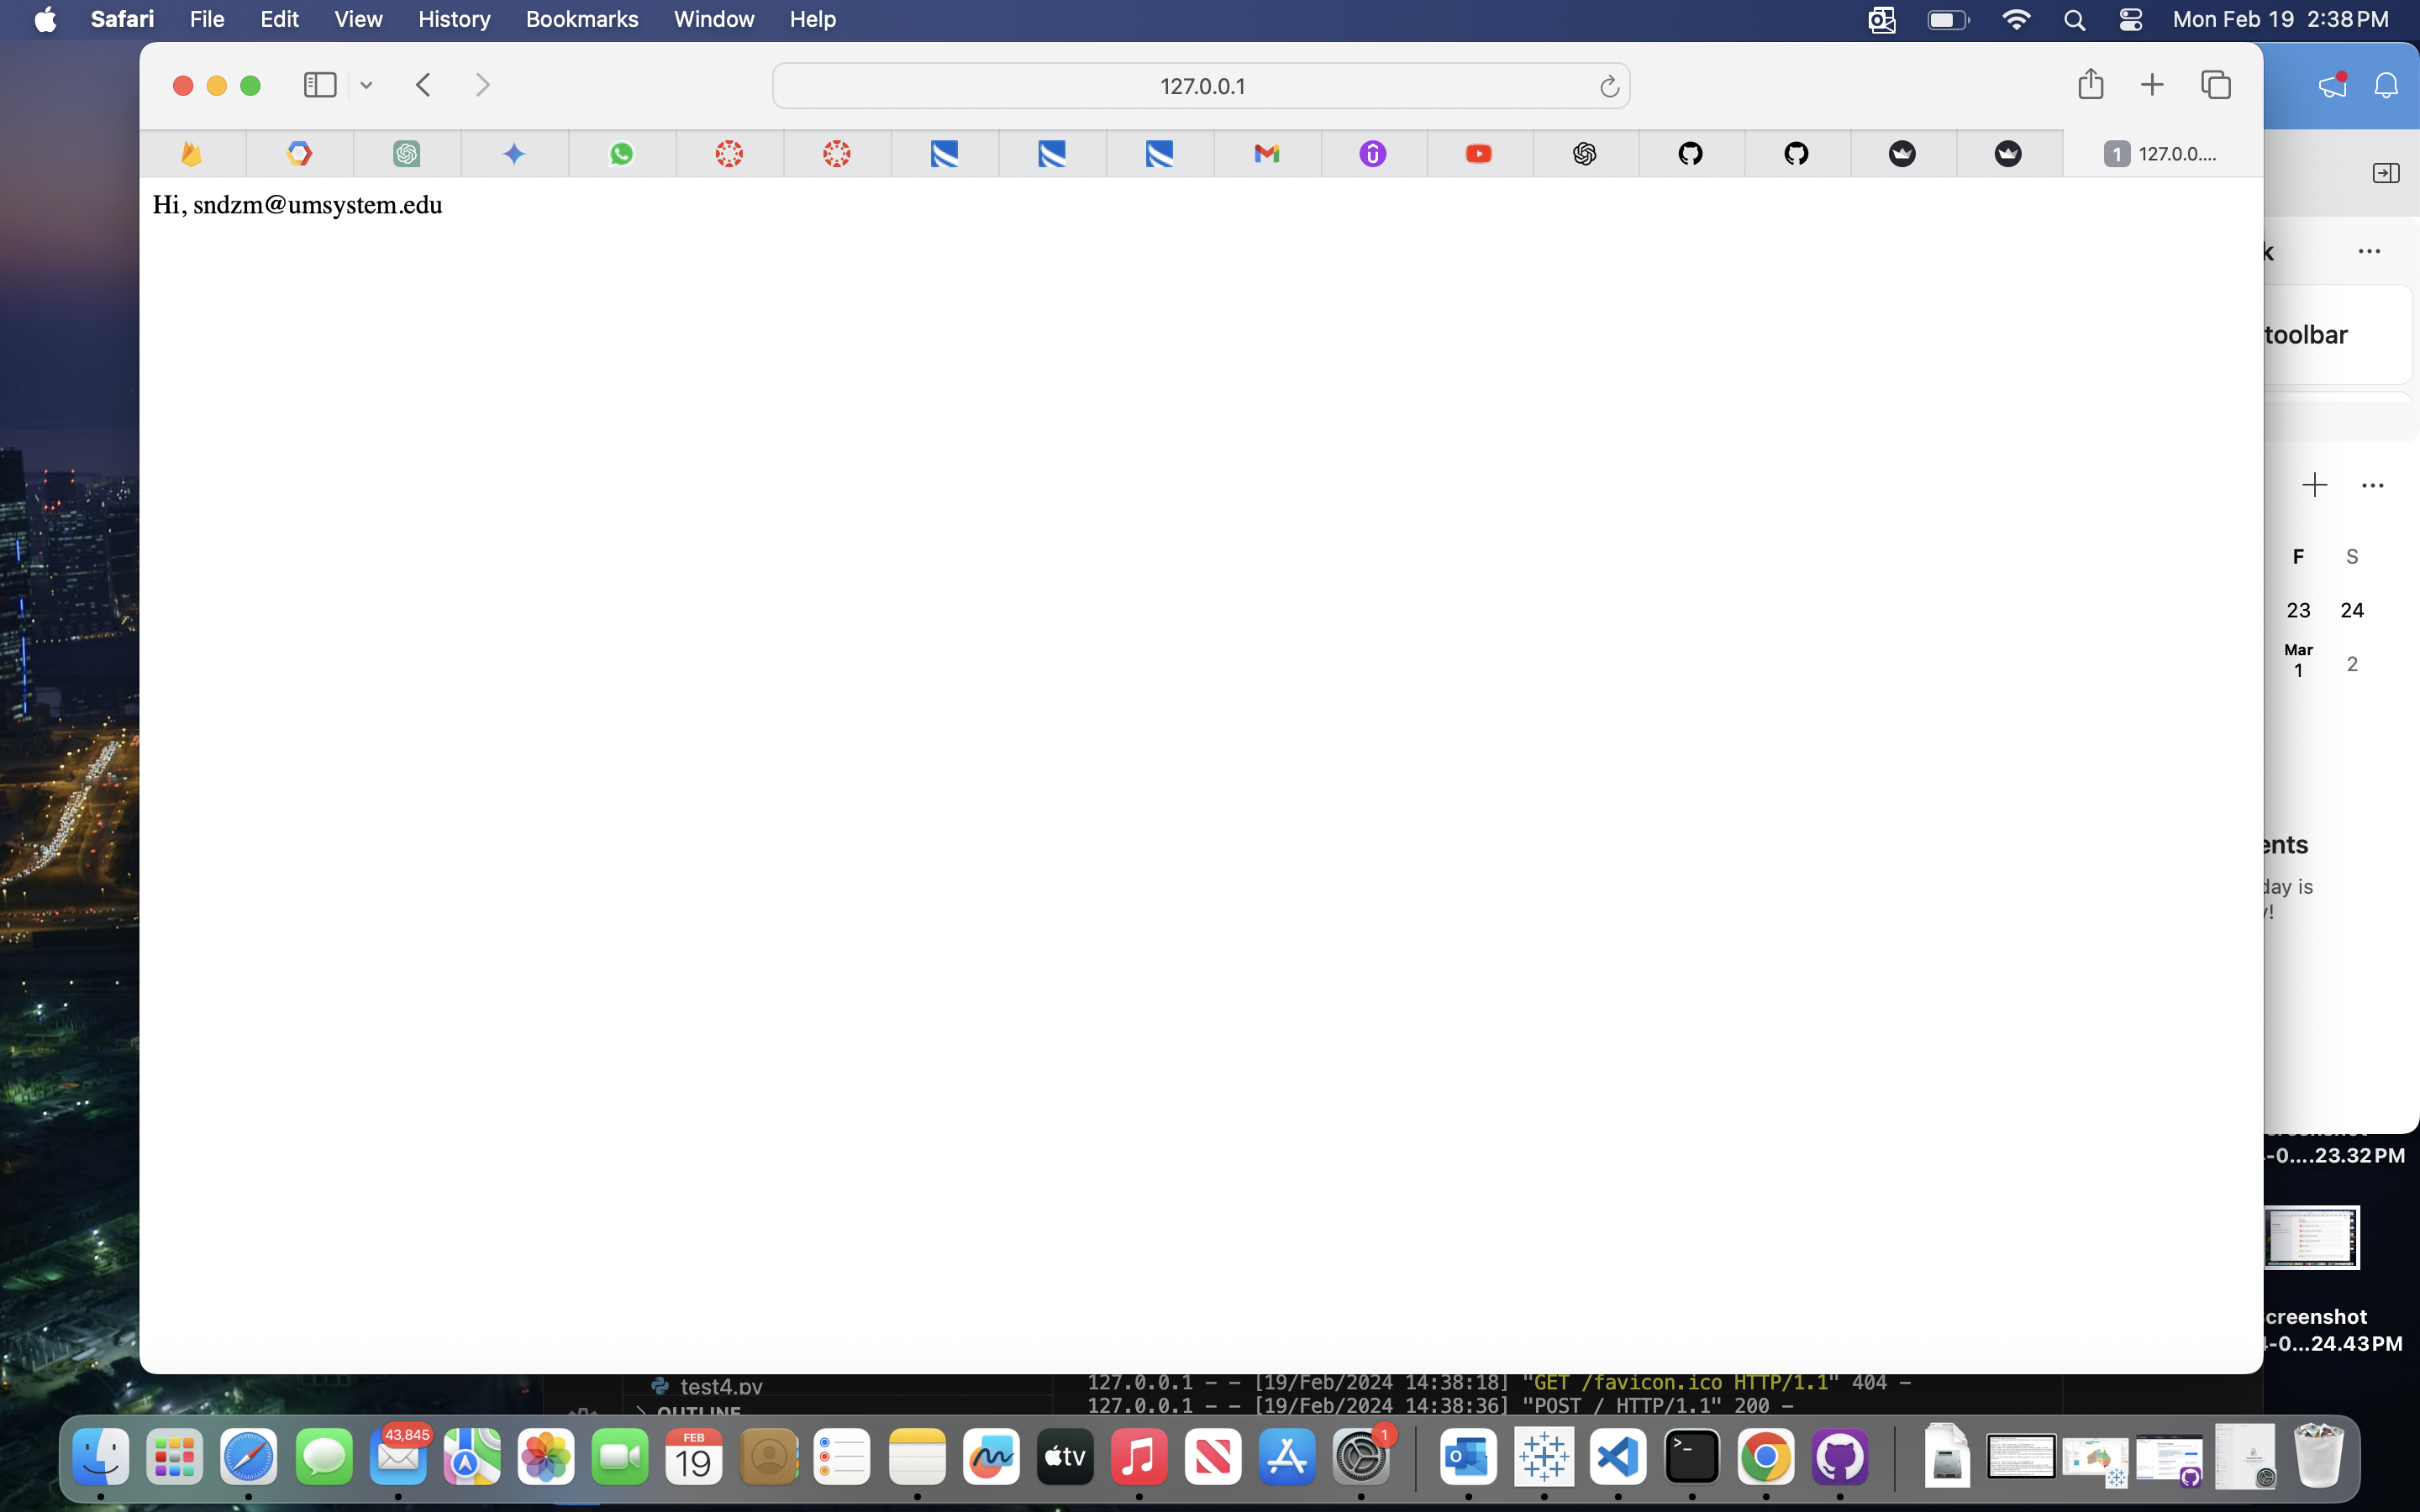 Safari File Edit View History Bookmarks Window Help Mon Feb 19 2:38 PM
127.0.0.1
1 127.0.0....
Hi, sndzm@umsystem.edu
toolbar
F S
23 24
Mar
1 2
day is
-0....23.32 PM
-0...24.43 PM
test4.py
127.0.0.1 - - [19/Feb/2024 14:38:18] "GET /favicon.ico HTTP/1.1" 404 -
OUTLINE
127.0.0.1 - - [19/Feb/2024 14:38:36] "POST / HTTP/1.1" 200 -
43,845
FEB
19
tv
1